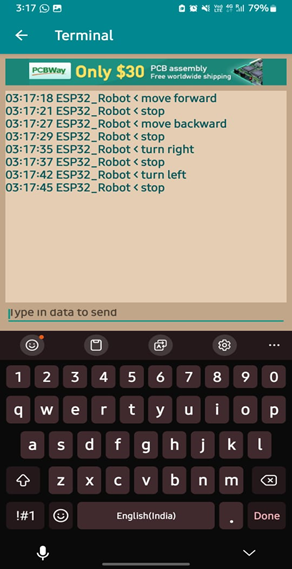 3:17 79%
Terminal
PCBWay Only $30 PCB assembly
Free worldwide shipping
03:17:18 ESP32_Robot < move forward
03:17:21 ESP32_Robot < stop
03:17:27 ESP32_Robot < move backward
03:17:29 ESP32_Robot < stop
03:17:35 ESP32_Robot < turn right
03:17:37 ESP32_Robot < stop
03:17:42 ESP32_Robot < turn left
03:17:45 ESP32_Robot < stop
Type in data to send
1 2 3 4 5 6 7 8 9 0
q w e r t y u i o p
a s d f g h j k l
z x c v b n m
!#1 English(India) . Done